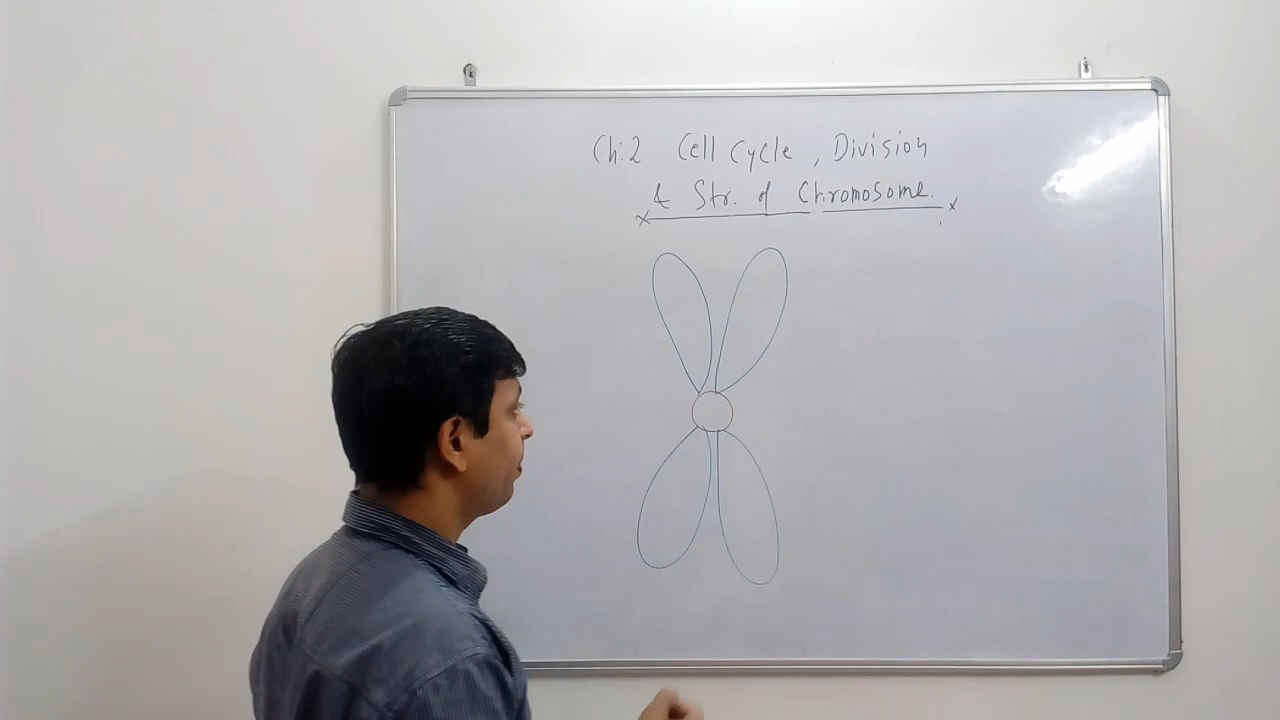 Ch:2 Cell Cycle, Division
& Str. of Chromosome.